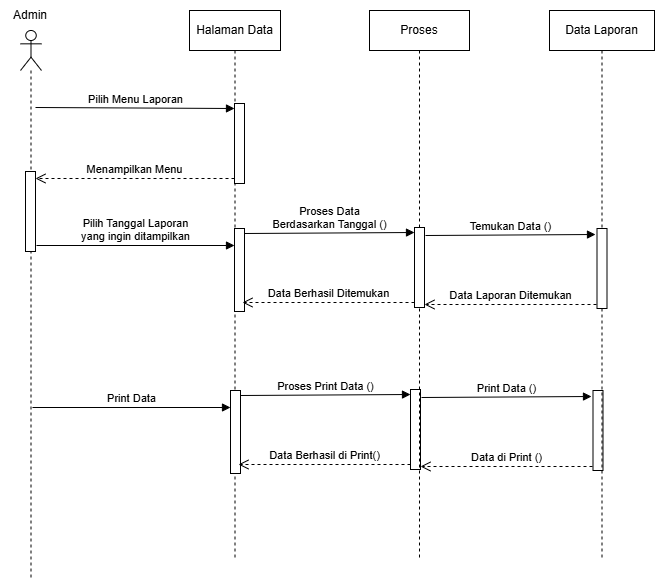 Admin
Halaman Data
Proses
Data Laporan
Pilih Menu Laporan
Menampilkan Menu
Pilih Tanggal Laporan
yang ingin ditampilkan
Proses Data
Berdasarkan Tanggal ()
Temukan Data ()
Data Berhasil Ditemukan
Data Laporan Ditemukan
Print Data
Proses Print Data ()
Print Data ()
Data Berhasil di Print()
Data di Print ()